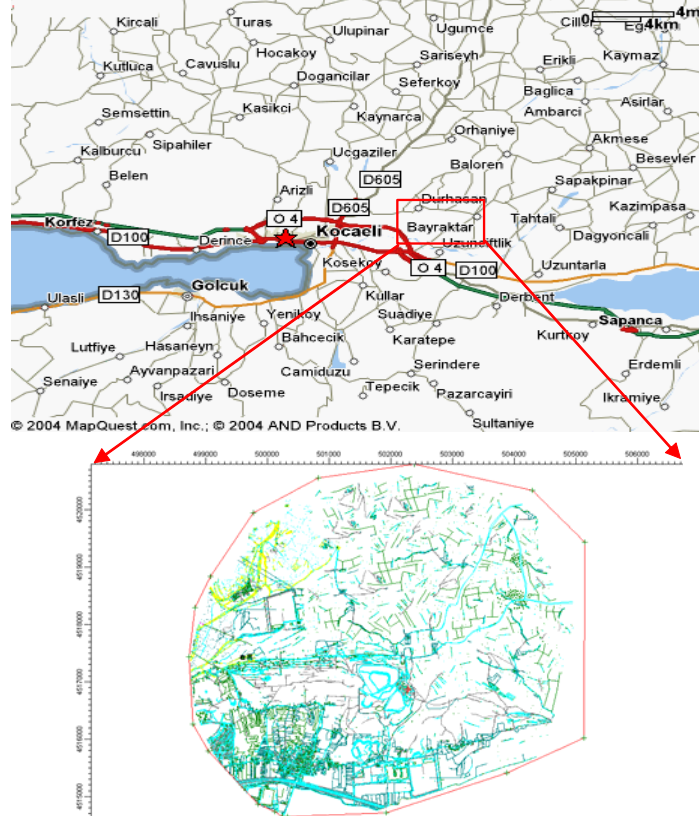 4m
0 4km
Kircali Turas Ulupinar Ugumce Cill Eg
Kutluca Cavuslu Hocakoy Sariseyh Erikli Kaymaz
Dogancilar Seferkoy Baglica
Semsettin Kasikci Kaynarca Ambarci Asirlar
Sipahiler Orhaniye Akmese
Kalburcu Ucgaziler Baloren Besevler
Belen D605 Sapakpinar
Arizli Durhasan
O 4 D605 Tahtali Kazimpasa
Korfez Kocaeli Bayraktar Dagyoncali
D100 Derince Uzunciftlik
Kosekoy O 4 D100 Uzuntarla
Ulasli D130 Golcuk Kullar Derbent
Ihsaniye Yenikoy Suadiye Sapanca
Lutfiye Hasaneyn Bahcecik Karatepe Kurtkoy
Senaiye Ayvanpazari Camiduzu Serindere Erdemli
Irsadiye Doseme Tepecik Pazarcayiri Ikramiye
Sultaniye
© 2004 MapQuest.com, Inc.; © 2004 AND Products B.V.
498000 499000 500000 501000 502000 503000 504000 505000 506000
4520000
4519000
4518000
4517000
4516000
4515000